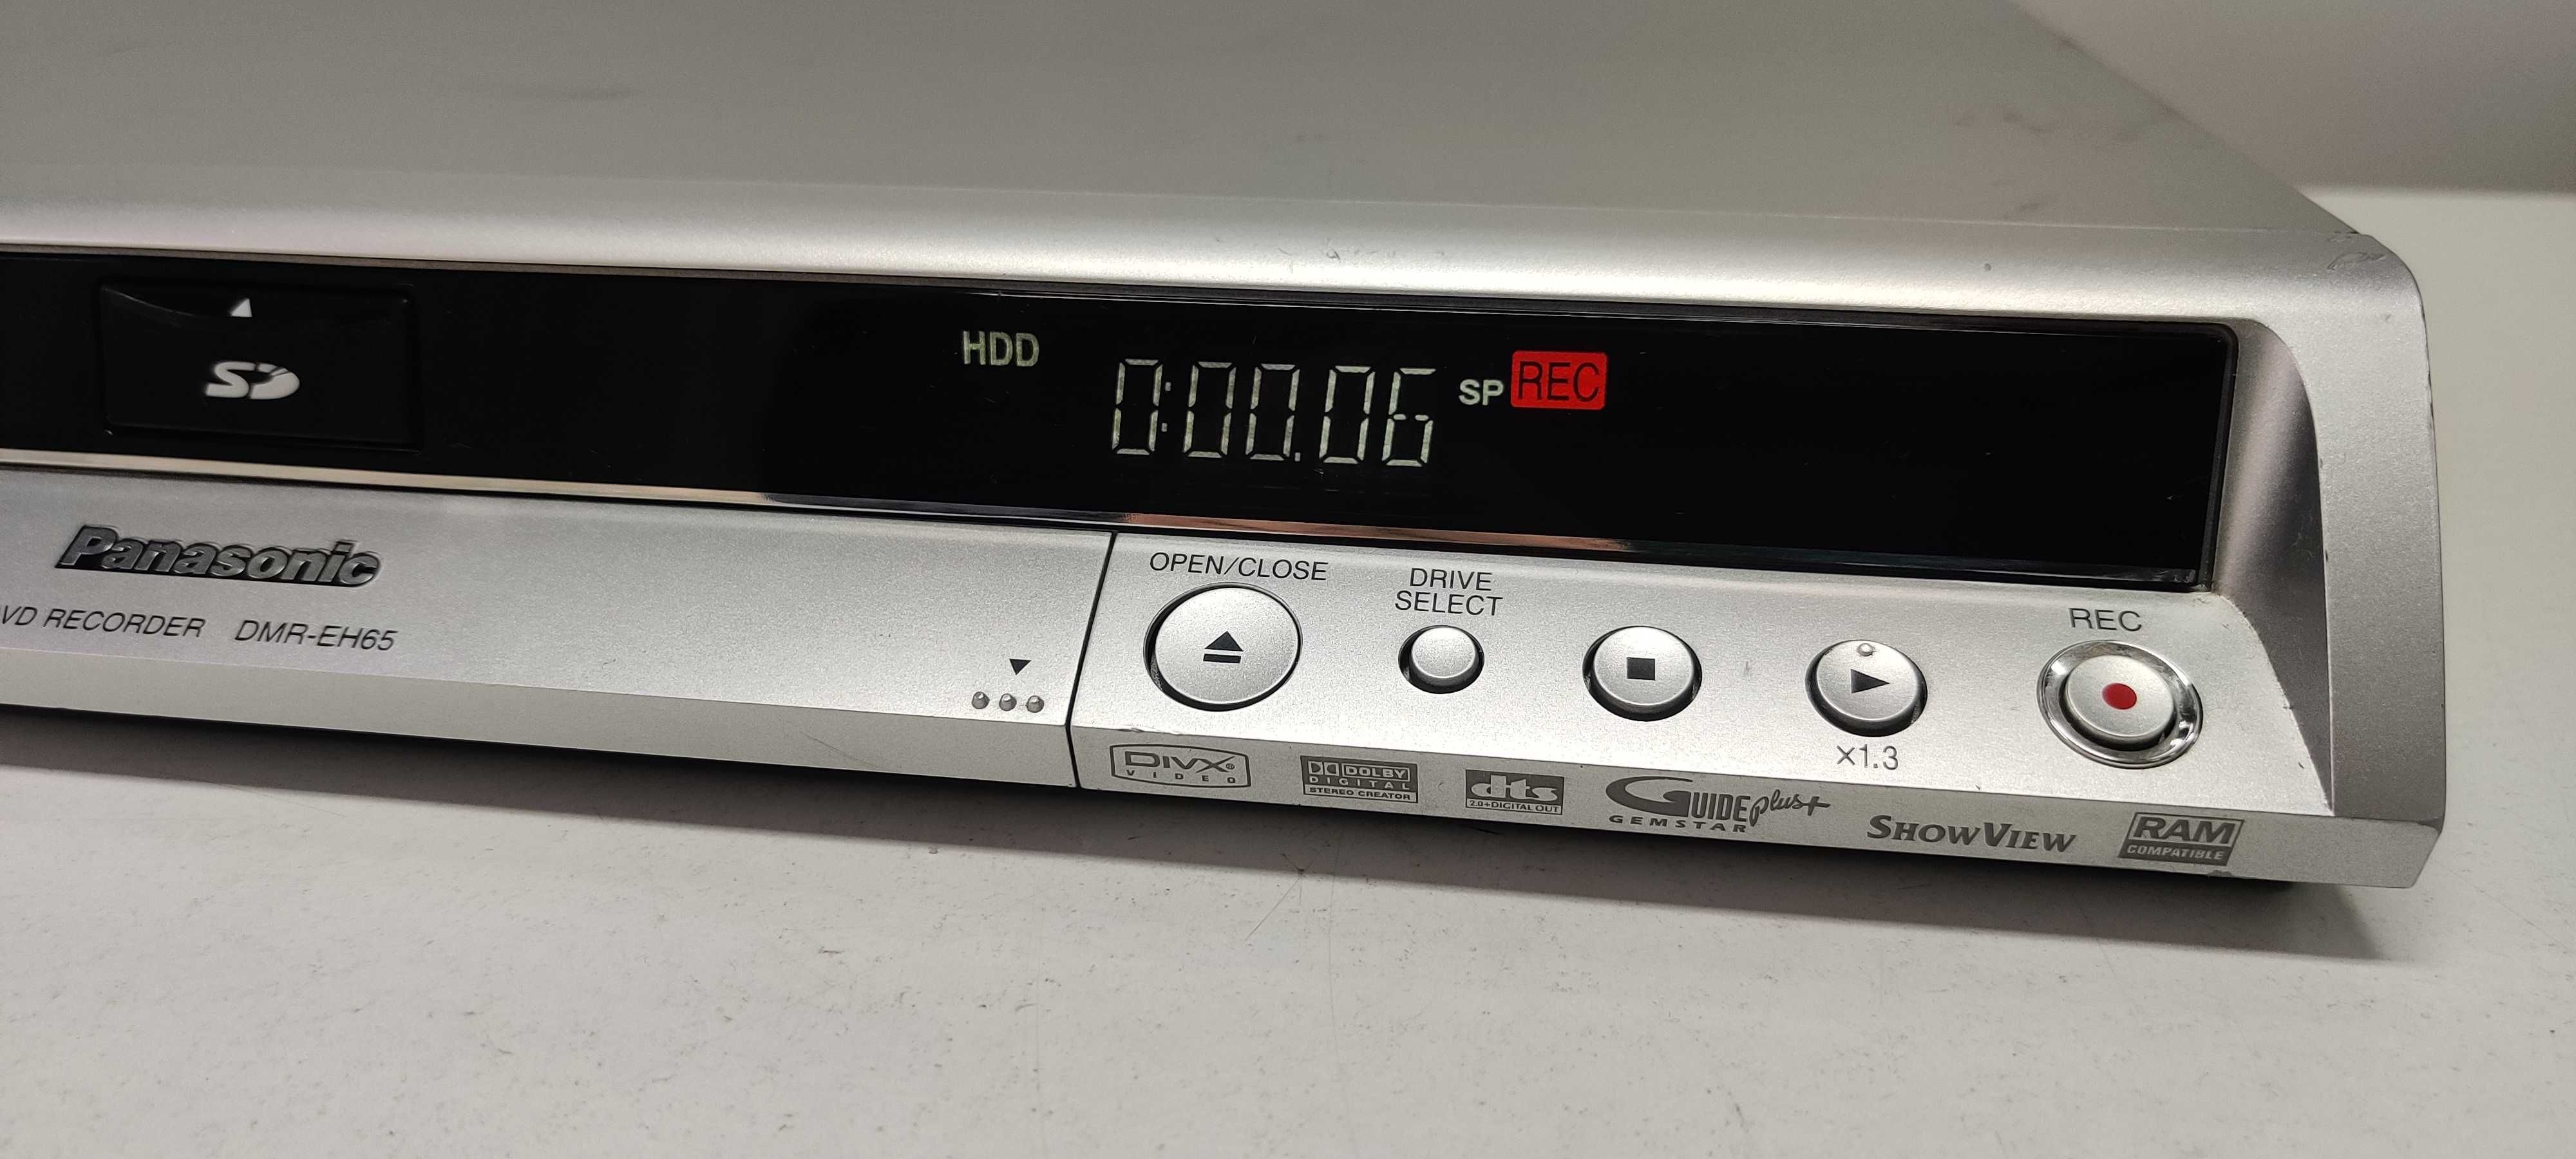 SD
HDD
0:00.06
SP REC
Panasonic
VD RECORDER DMR-EH65
OPEN/CLOSE
DRIVE
SELECT
REC
×1.3
DIVX®
VIDEO
DOLBY
DIGITAL
STEREO CREATOR
dts
2.0+DIGITAL OUT
GUIDE plus+
GEMSTAR
SHOWVIEW
RAM
COMPATIBLE